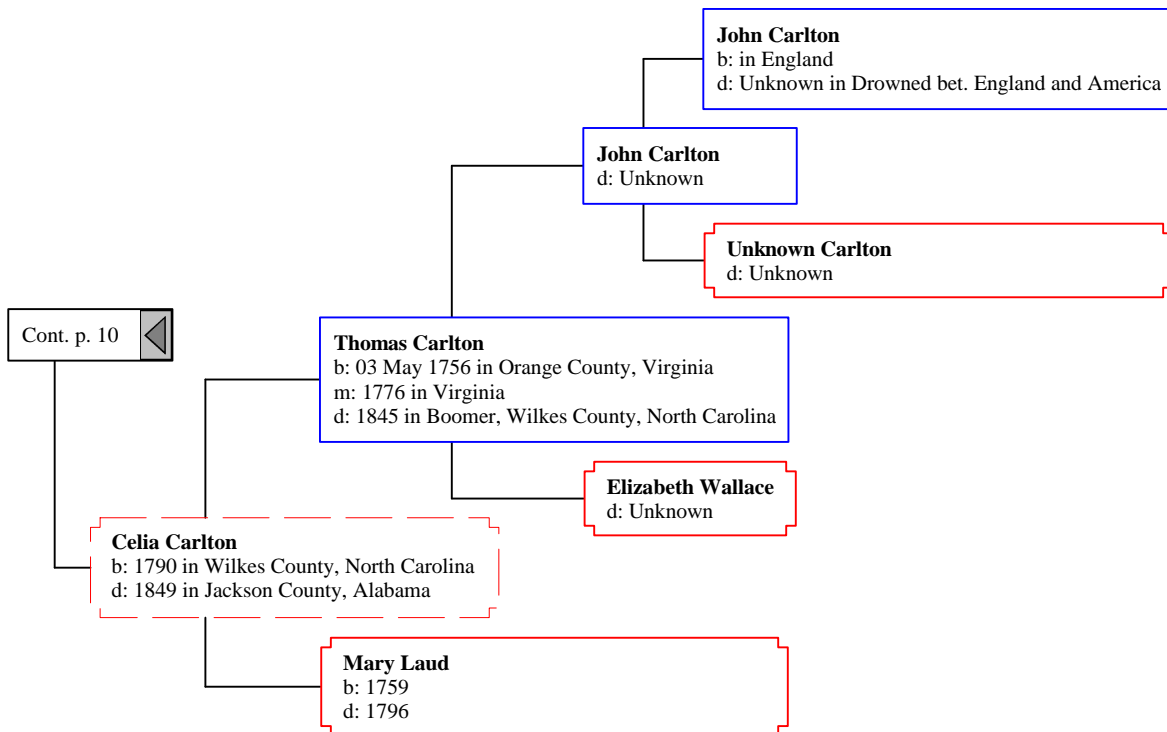 John Carlton
b: in England
d: Unknown in Drowned bet. England and America
John Carlton
d: Unknown
Unknown Carlton
d: Unknown
Cont. p. 10
Thomas Carlton
b: 03 May 1756 in Orange County, Virginia
m: 1776 in Virginia
d: 1845 in Boomer, Wilkes County, North Carolina
Elizabeth Wallace
d: Unknown
Celia Carlton
b: 1790 in Wilkes County, North Carolina
d: 1849 in Jackson County, Alabama
Mary Laud
b: 1759
d: 1796